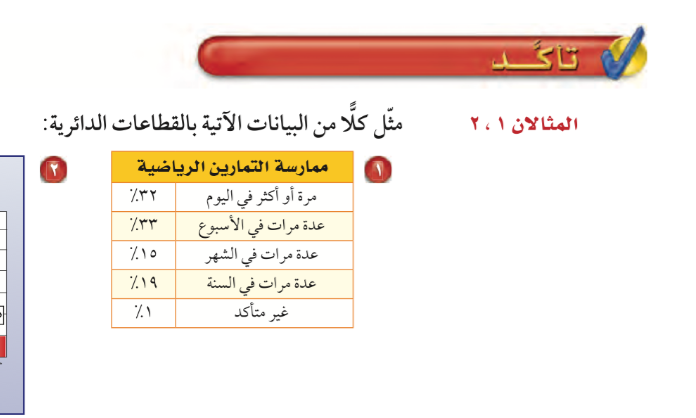 تأكَّد
المثالان ١ ، ٢
مثّل كلًّا من البيانات الآتية بالقطاعات الدائرية:
١
ممارسة التمارين الرياضية
مرة أو أكثر في اليوم ٣٢٪
عدة مرات في الأسبوع ٣٣٪
عدة مرات في الشهر ١٥٪
عدة مرات في السنة ١٩٪
غير متأكد ١٪
٢